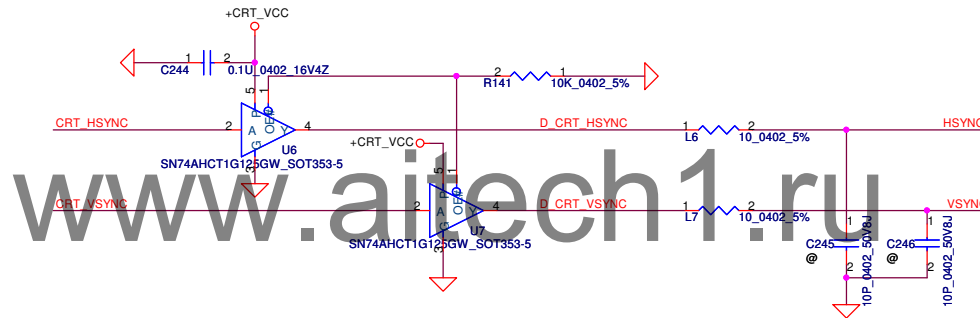 +CRT_VCC
1
2
C244
0.1U_0402_16V4Z
5
1
P
OE#
2
R141
1
10K_0402_5%
CRT_HSYNC
2
A
Y
4
G
3
U6
SN74AHCT1G125GW_SOT353-5
D_CRT_HSYNC
1
L6
2
10_0402_5%
HSYNC
+CRT_VCC
5
1
P
OE#
CRT_VSYNC
2
A
Y
4
G
3
U7
SN74AHCT1G125GW_SOT353-5
D_CRT_VSYNC
1
L7
2
10_0402_5%
VSYNC
1
C245
@
2
10P_0402_50V8J
1
C246
@
2
10P_0402_50V8J
www.aitech1.ru